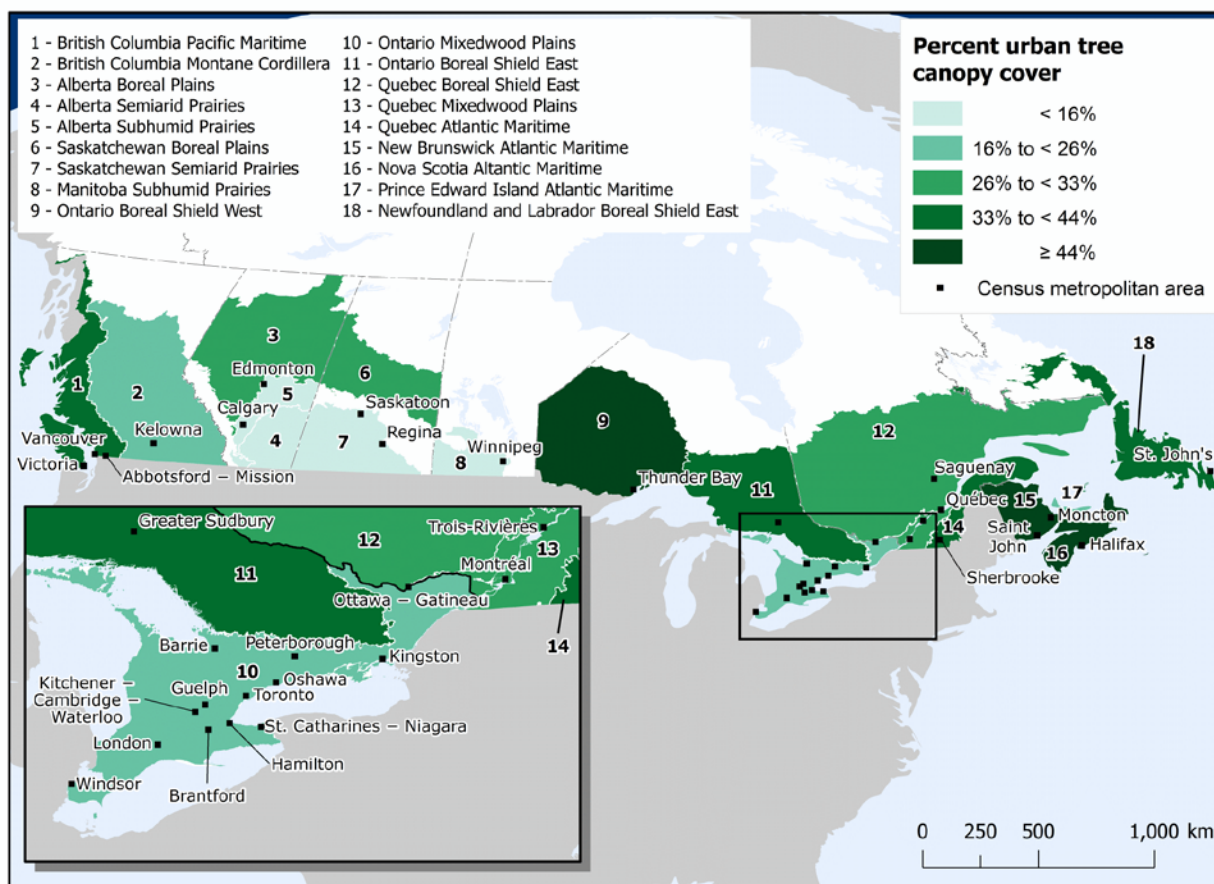 1 - British Columbia Pacific Maritime
2 - British Columbia Montane Cordillera
3 - Alberta Boreal Plains
4 - Alberta Semiarid Prairies
5 - Alberta Subhumid Prairies
6 - Saskatchewan Boreal Plains
7 - Saskatchewan Semiarid Prairies
8 - Manitoba Subhumid Prairies
9 - Ontario Boreal Shield West
10 - Ontario Mixedwood Plains
11 - Ontario Boreal Shield East
12 - Quebec Boreal Shield East
13 - Quebec Mixedwood Plains
14 - Quebec Atlantic Maritime
15 - New Brunswick Atlantic Maritime
16 - Nova Scotia Altantic Maritime
17 - Prince Edward Island Atlantic Maritime
18 - Newfoundland and Labrador Boreal Shield East
Percent urban tree
canopy cover
< 16%
16% to < 26%
26% to < 33%
33% to < 44%
≥ 44%
Census metropolitan area
1
2
3
Edmonton
5
6
Calgary
Saskatoon
4
7
Regina
Kelowna
Vancouver
Victoria
Abbotsford – Mission
8
Winnipeg
9
Thunder Bay
11
12
Saguenay
Québec
14
15
17
Moncton
Saint
John
16
Halifax
Sherbrooke
18
St. John's
Greater Sudbury
11
12
Trois-Rivières
13
Montréal
Ottawa – Gatineau
14
Barrie
Peterborough
Kingston
10
Oshawa
Guelph
Toronto
Kitchener –
Cambridge –
Waterloo
St. Catharines – Niagara
London
Hamilton
Windsor
Brantford
0 250 500 1,000 km